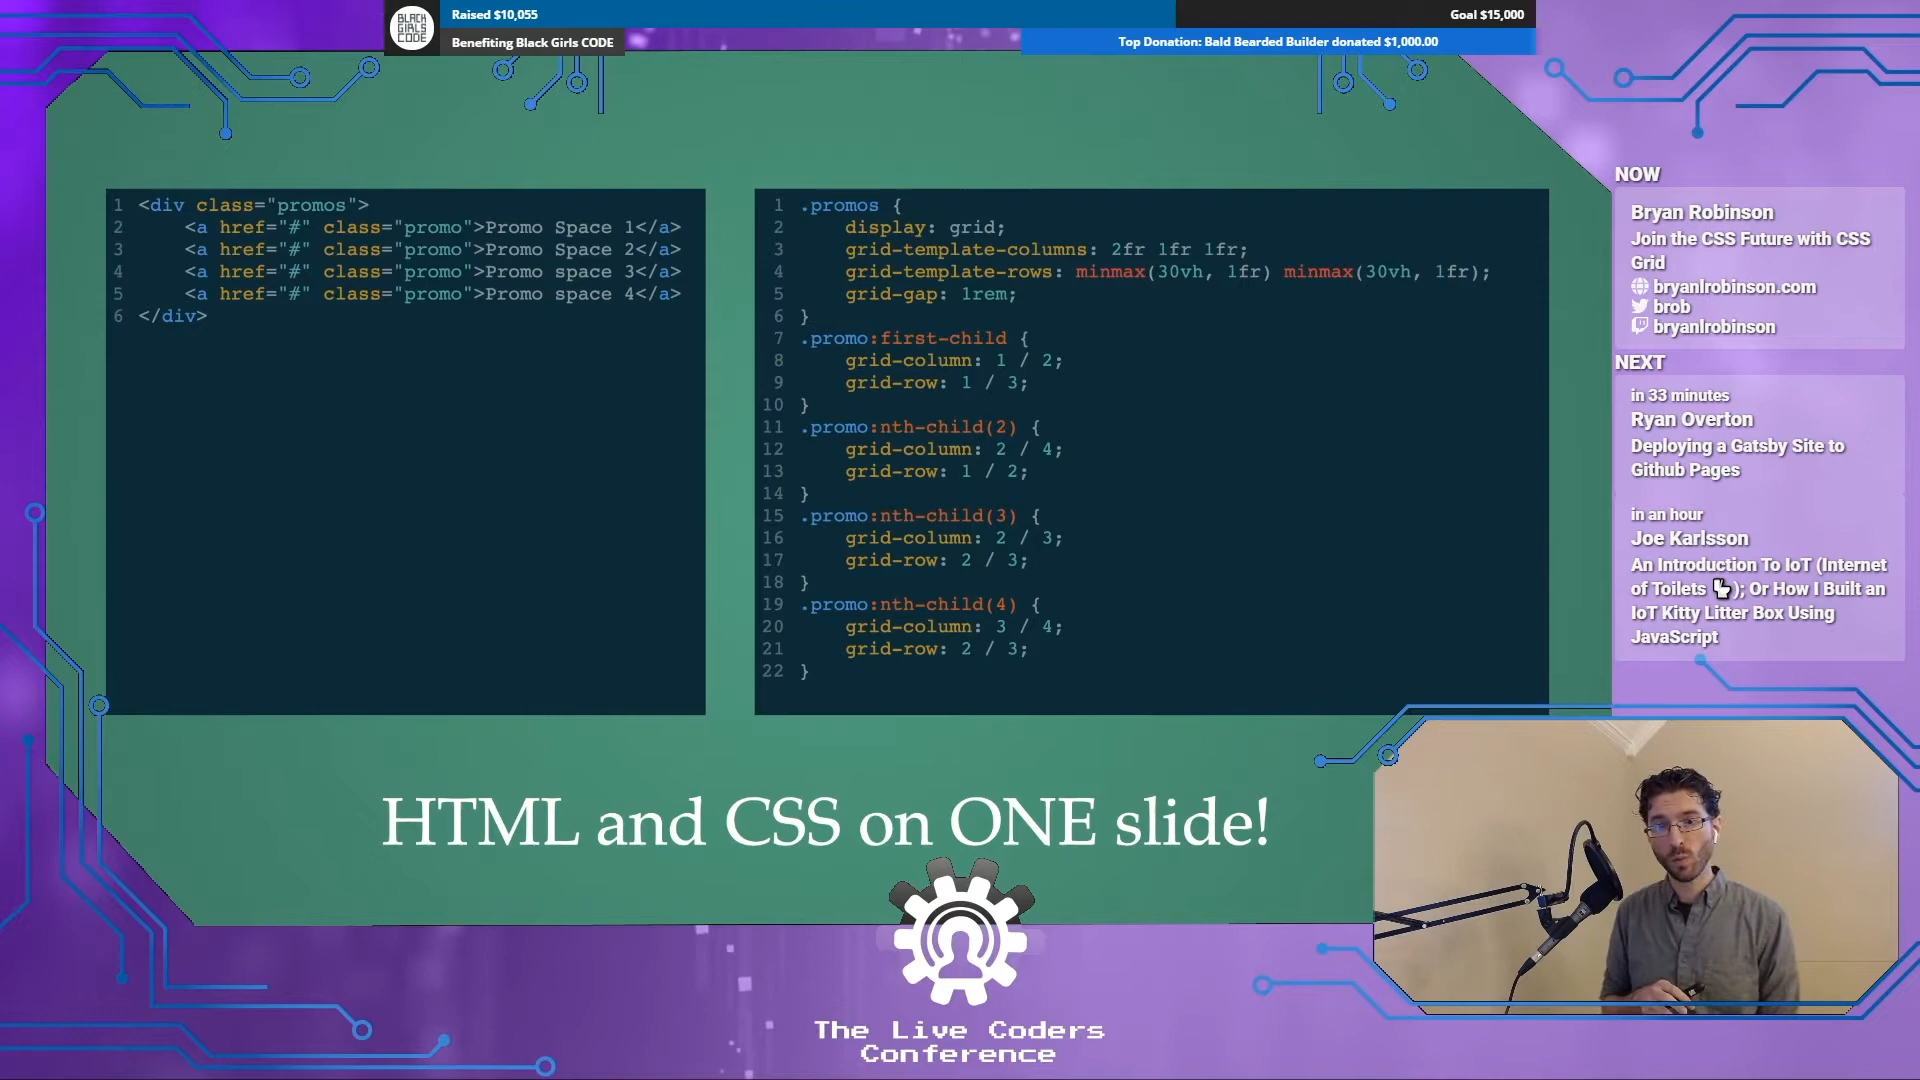 BLACK
GIRLS
CODE
Raised $10,055
Goal $15,000
Benefiting Black Girls CODE
Top Donation: Bald Bearded Builder donated $1,000.00
1 <div class="promos">
2     <a href="#" class="promo">Promo Space 1</a>
3     <a href="#" class="promo">Promo Space 2</a>
4     <a href="#" class="promo">Promo space 3</a>
5     <a href="#" class="promo">Promo space 4</a>
6 </div>
1 .promos {
2     display: grid;
3     grid-template-columns: 2fr 1fr 1fr;
4     grid-template-rows: minmax(30vh, 1fr) minmax(30vh, 1fr);
5     grid-gap: 1rem;
6 }
7 .promo:first-child {
8     grid-column: 1 / 2;
9     grid-row: 1 / 3;
10 }
11 .promo:nth-child(2) {
12     grid-column: 2 / 4;
13     grid-row: 1 / 2;
14 }
15 .promo:nth-child(3) {
16     grid-column: 2 / 3;
17     grid-row: 2 / 3;
18 }
19 .promo:nth-child(4) {
20     grid-column: 3 / 4;
21     grid-row: 2 / 3;
22 }
HTML and CSS on ONE slide!
NOW
Bryan Robinson
Join the CSS Future with CSS
Grid
bryanlrobinson.com
brob
bryanlrobinson
NEXT
in 33 minutes
Ryan Overton
Deploying a Gatsby Site to
Github Pages
in an hour
Joe Karlsson
An Introduction To IoT (Internet
of Toilets ); Or How I Built an
IoT Kitty Litter Box Using
JavaScript
The Live Coders
Conference